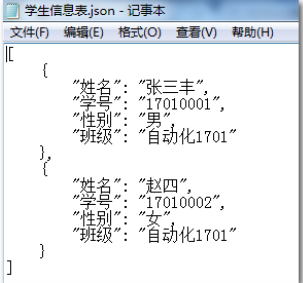 学生信息表.json - 记事本
文件(F) 编辑(E) 格式(O) 查看(V) 帮助(H)
[
    {
        "姓名": "张三丰",
        "学号": "17010001",
        "性别": "男",
        "班级": "自动化1701"
    },
    {
        "姓名": "赵四",
        "学号": "17010002",
        "性别": "女",
        "班级": "自动化1701"
    }
]